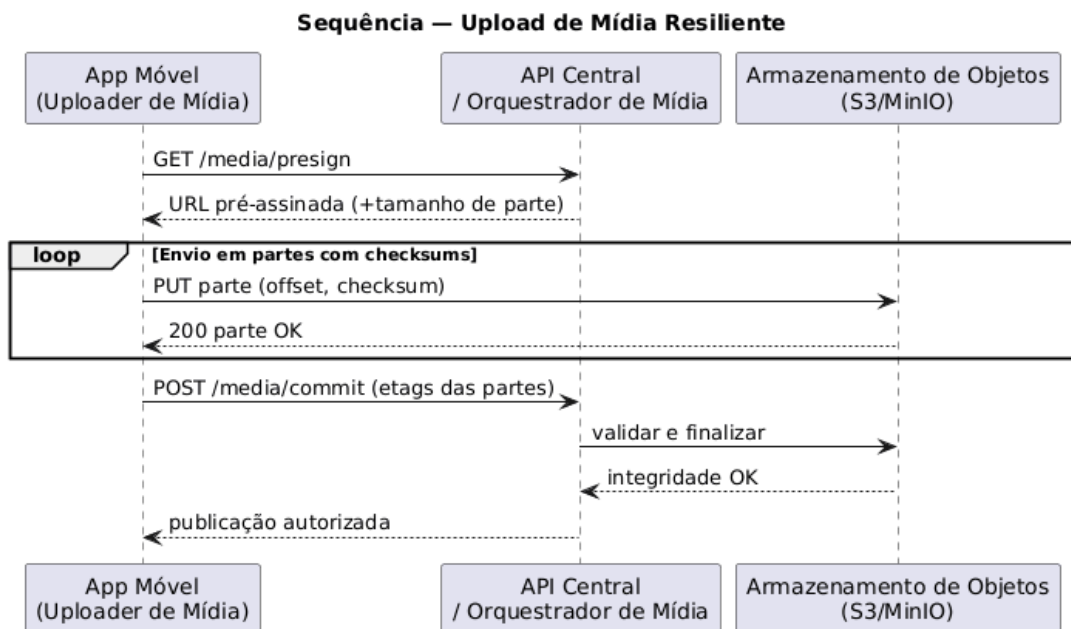 Sequência — Upload de Mídia Resiliente
App Móvel
(Uploader de Mídia)
API Central
/ Orquestrador de Mídia
Armazenamento de Objetos
(S3/MinIO)
GET /media/presign
URL pré-assinada (+tamanho de parte)
loop [Envio em partes com checksums]
PUT parte (offset, checksum)
200 parte OK
POST /media/commit (etags das partes)
validar e finalizar
integridade OK
publicação autorizada
App Móvel
(Uploader de Mídia)
API Central
/ Orquestrador de Mídia
Armazenamento de Objetos
(S3/MinIO)